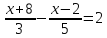 (x+8)/3 − (x−2)/5 = 2